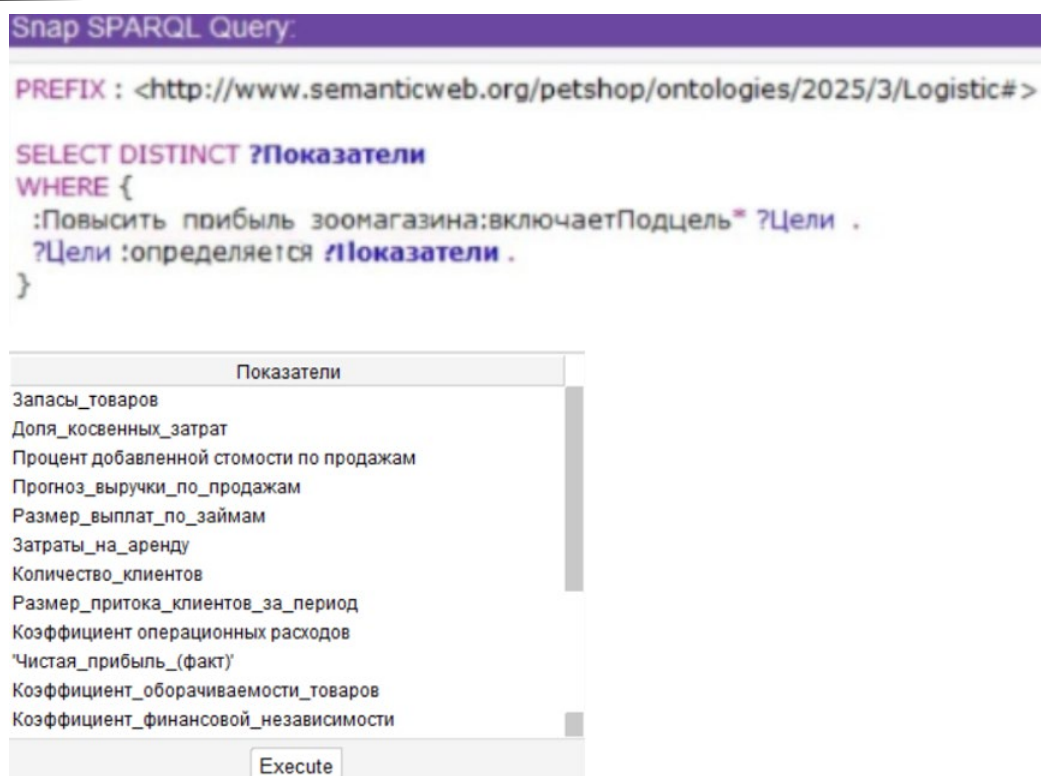 Snap SPARQL Query:
PREFIX : <http://www.semanticweb.org/petshop/ontologies/2025/3/Logistic#>
SELECT DISTINCT ?Показатели
WHERE {
:Повысить прибыль зоомагазина:включаетПодцель* ?Цели .
?Цели :определяется ?Показатели .
}
Показатели
Запасы_товаров
Доля_косвенных_затрат
Процент добавленной стомости по продажам
Прогноз_выручки_по_продажам
Размер_выплат_по_займам
Затраты_на_аренду
Количество_клиентов
Размер_притока_клиентов_за_период
Коэффициент операционных расходов
'Чистая_прибыль_(факт)'
Коэффициент_оборачиваемости_товаров
Коэффициент_финансовой_независимости
Execute